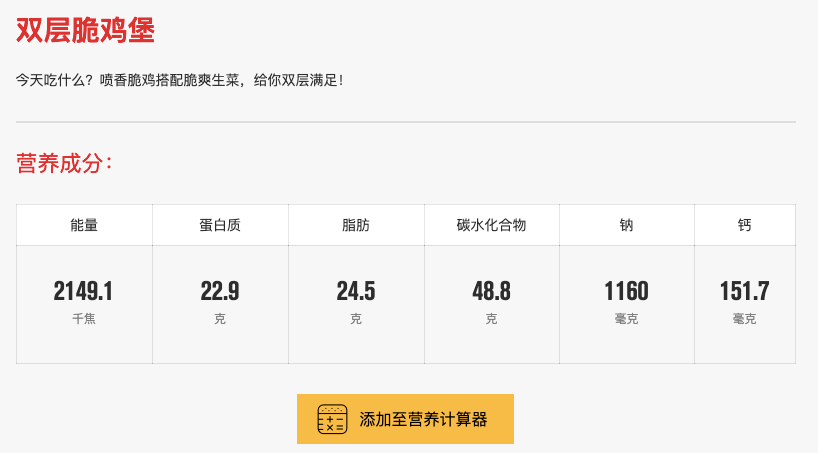 双层脆鸡堡
今天吃什么？喷香脆鸡搭配脆爽生菜，给你双层满足！
营养成分：
能量 蛋白质 脂肪 碳水化合物 钠 钙
2149.1 22.9 24.5 48.8 1160 151.7
千焦 克 克 克 毫克 毫克
添加至营养计算器